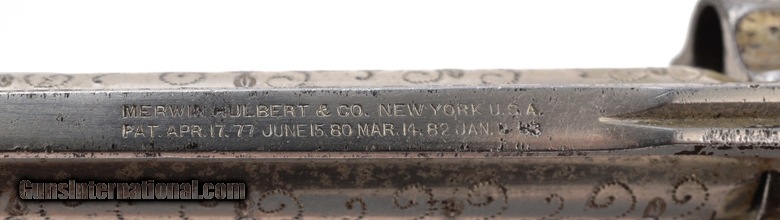 MERWIN HULBERT & CO. NEW YORK U.S.A.
PAT. APR. 17. 77 JUNE 15. 80 MAR. 14. 82 JAN.
GunsInternational.com